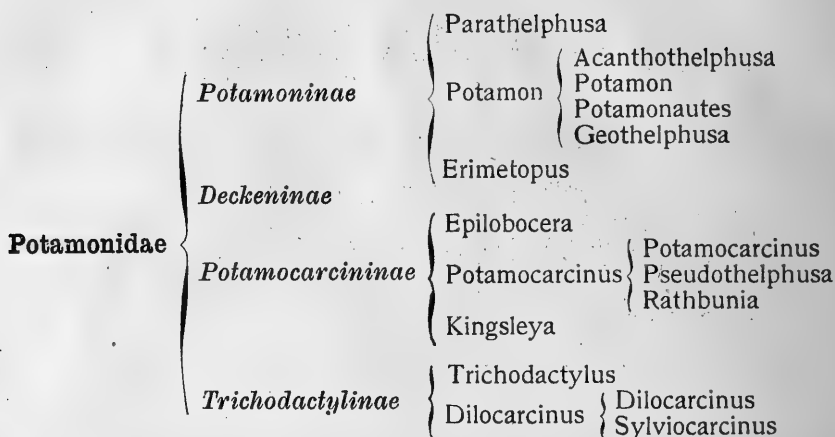 Parathelphusa
Acanthothelphusa
Potamoninae
Potamon
Potamon
Potamonautes
Geothelphusa
Erimetopus
Deckeninae
Epilobocera
Potamonidae
Potamocarcinus
Potamocarcininae
Potamocarcinus
Pseudothelphusa
Rathbunia
Kingsleya
Trichodactylus
Trichodactylinae
Dilocarcinus
Dilocarcinus
Sylviocarcinus